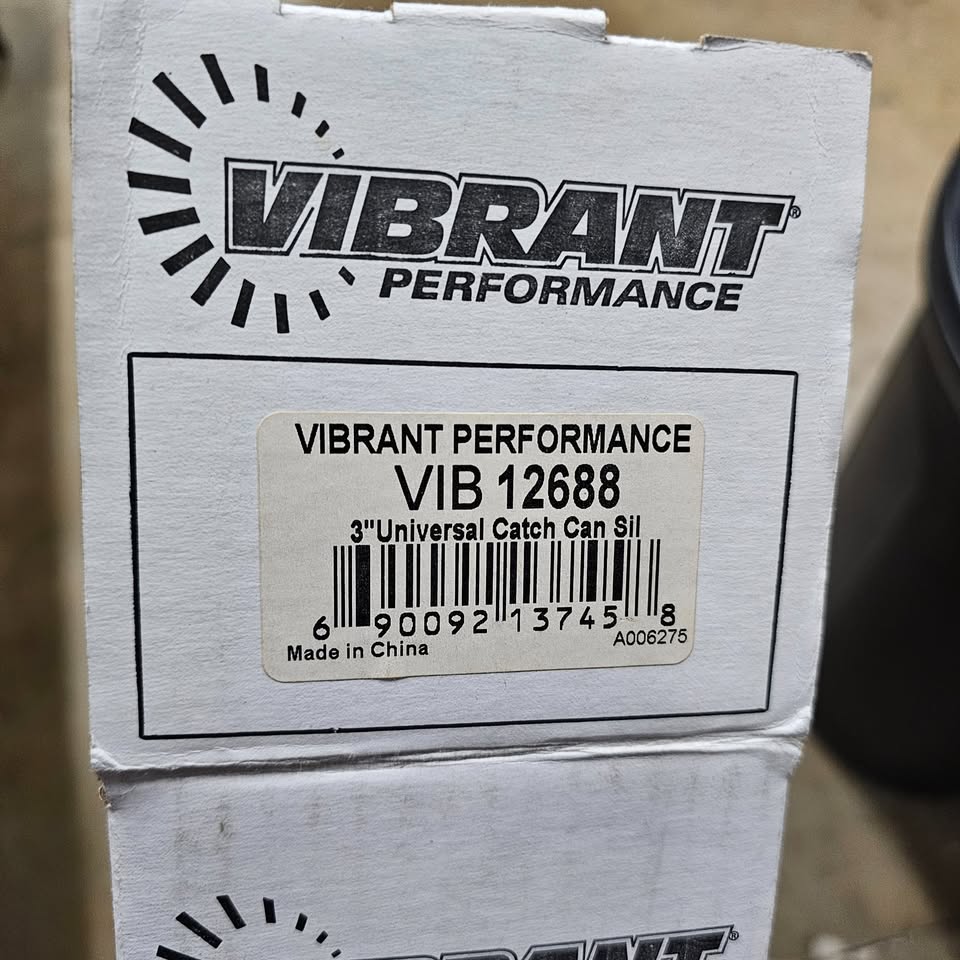 VIBRANT®
PERFORMANCE
VIBRANT PERFORMANCE
VIB 12688
3"Universal Catch Can Sil
6 90092 13745 8
A006275
Made in China
VIBRANT®